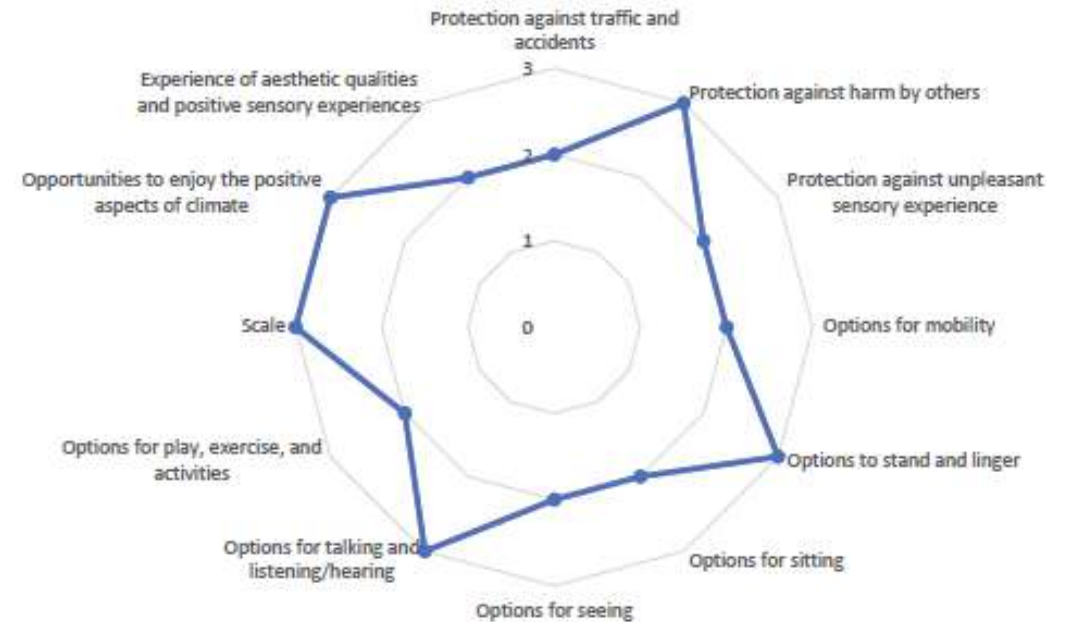 Protection against traffic and
accidents
3
Experience of aesthetic qualities
and positive sensory experiences
Protection against harm by others
2
Opportunities to enjoy the positive
aspects of climate
Protection against unpleasant
sensory experience
1
Scale
0
Options for mobility
Options for play, exercise, and
activities
Options to stand and linger
Options for talking and
listening/hearing
Options for sitting
Options for seeing